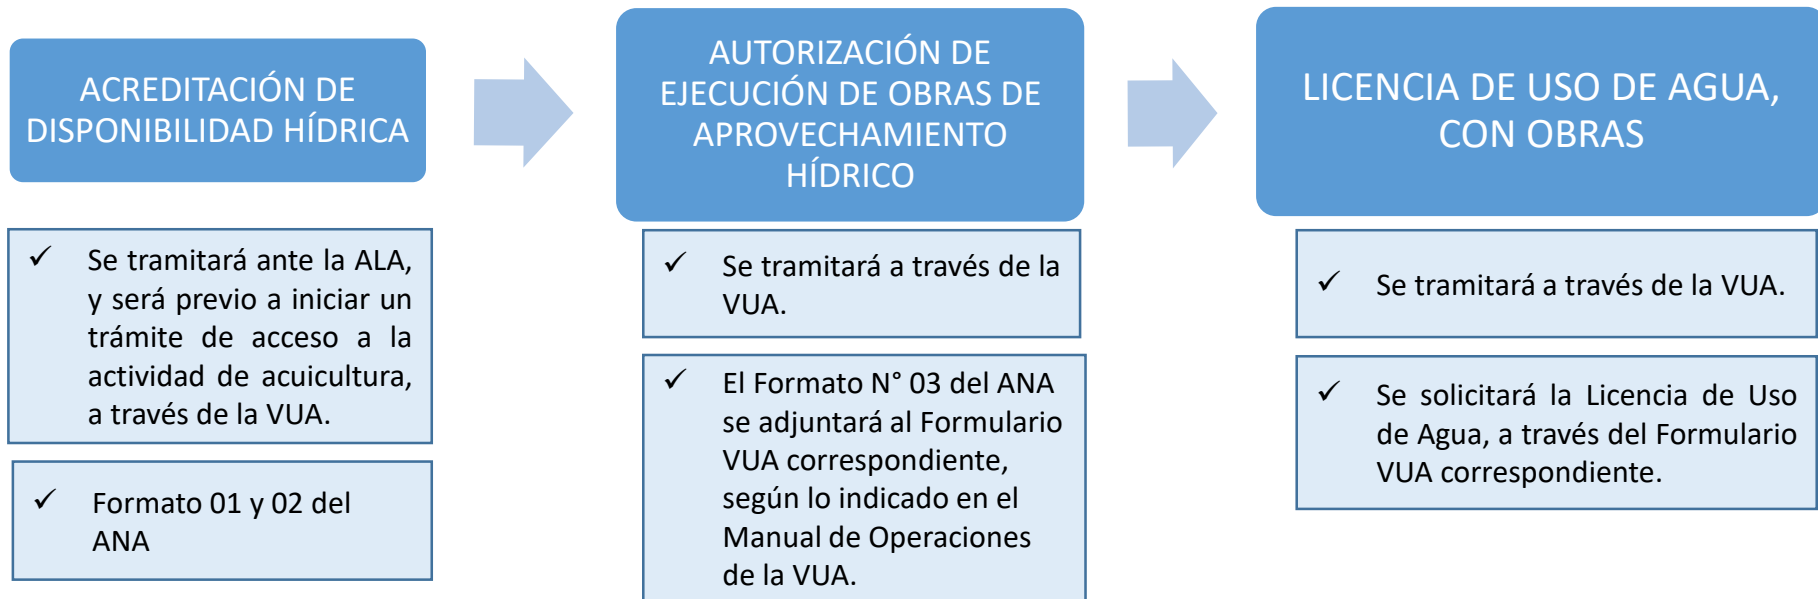 ACREDITACIÓN DE
DISPONIBILIDAD HÍDRICA
✓ Se tramitará ante la ALA,
y será previo a iniciar un
trámite de acceso a la
actividad de acuicultura,
a través de la VUA.
✓ Formato 01 y 02 del
ANA
AUTORIZACIÓN DE
EJECUCIÓN DE OBRAS DE
APROVECHAMIENTO
HÍDRICO
✓ Se tramitará a través de la
VUA.
✓ El Formato N° 03 del ANA
se adjuntará al Formulario
VUA correspondiente,
según lo indicado en el
Manual de Operaciones
de la VUA.
LICENCIA DE USO DE AGUA,
CON OBRAS
✓ Se tramitará a través de la VUA.
✓ Se solicitará la Licencia de Uso
de Agua, a través del Formulario
VUA correspondiente.